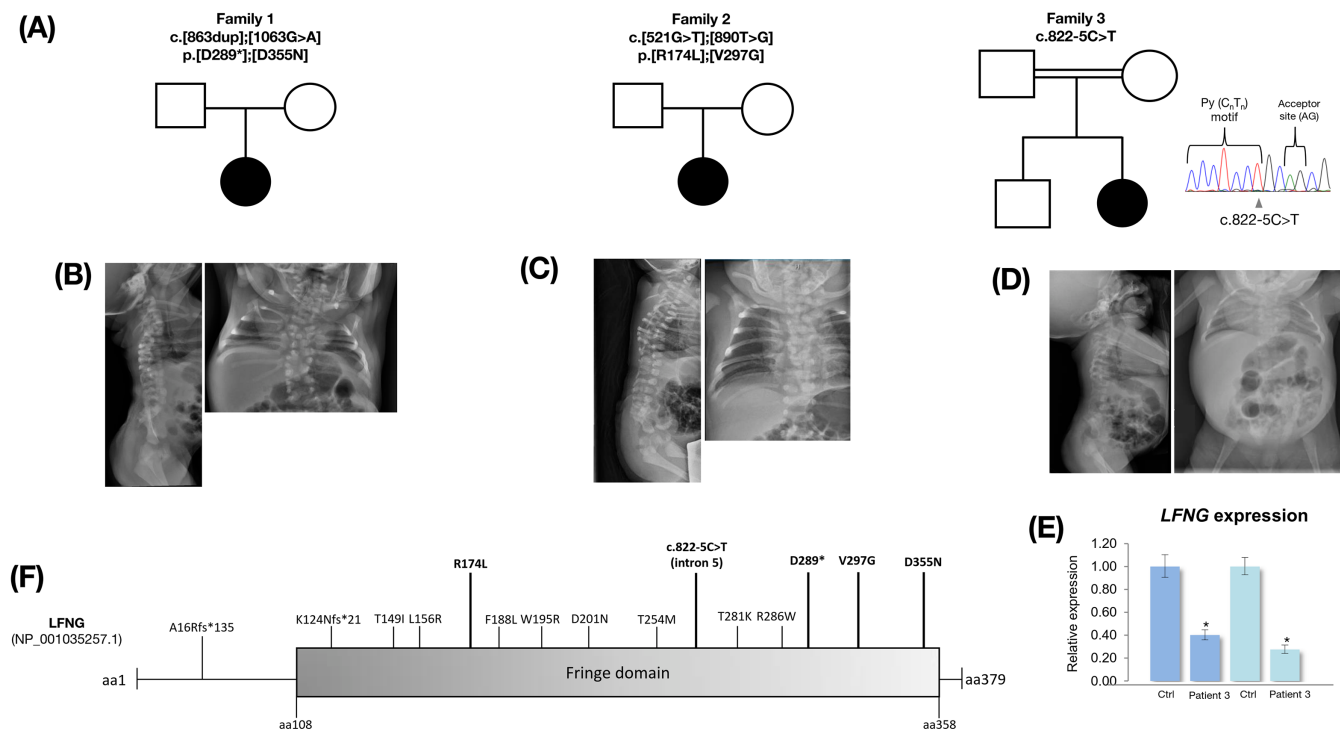 (A)
Family 1
c.[863dup];[1063G>A]
p.[D289*];[D355N]
Family 2
c.[521G>T];[890T>G]
p.[R174L];[V297G]
Family 3
c.822-5C>T
Py (CnTn)
motif
Acceptor
site (AG)
c.822-5C>T
(B)
(C)
(D)
(E)
LFNG expression
Relative expression
1.20
1.00
0.80
0.60
0.40
0.20
0.00
*
*
Ctrl Patient 3 Ctrl Patient 3
(F)
LFNG
(NP_001035257.1)
aa1
A16Rfs*135
K124Nfs*21
T149I
L156R
R174L
F188L
W195R
D201N
T254M
c.822-5C>T
(intron 5)
T281K
R286W
D289*
V297G
D355N
Fringe domain
aa379
aa108
aa358